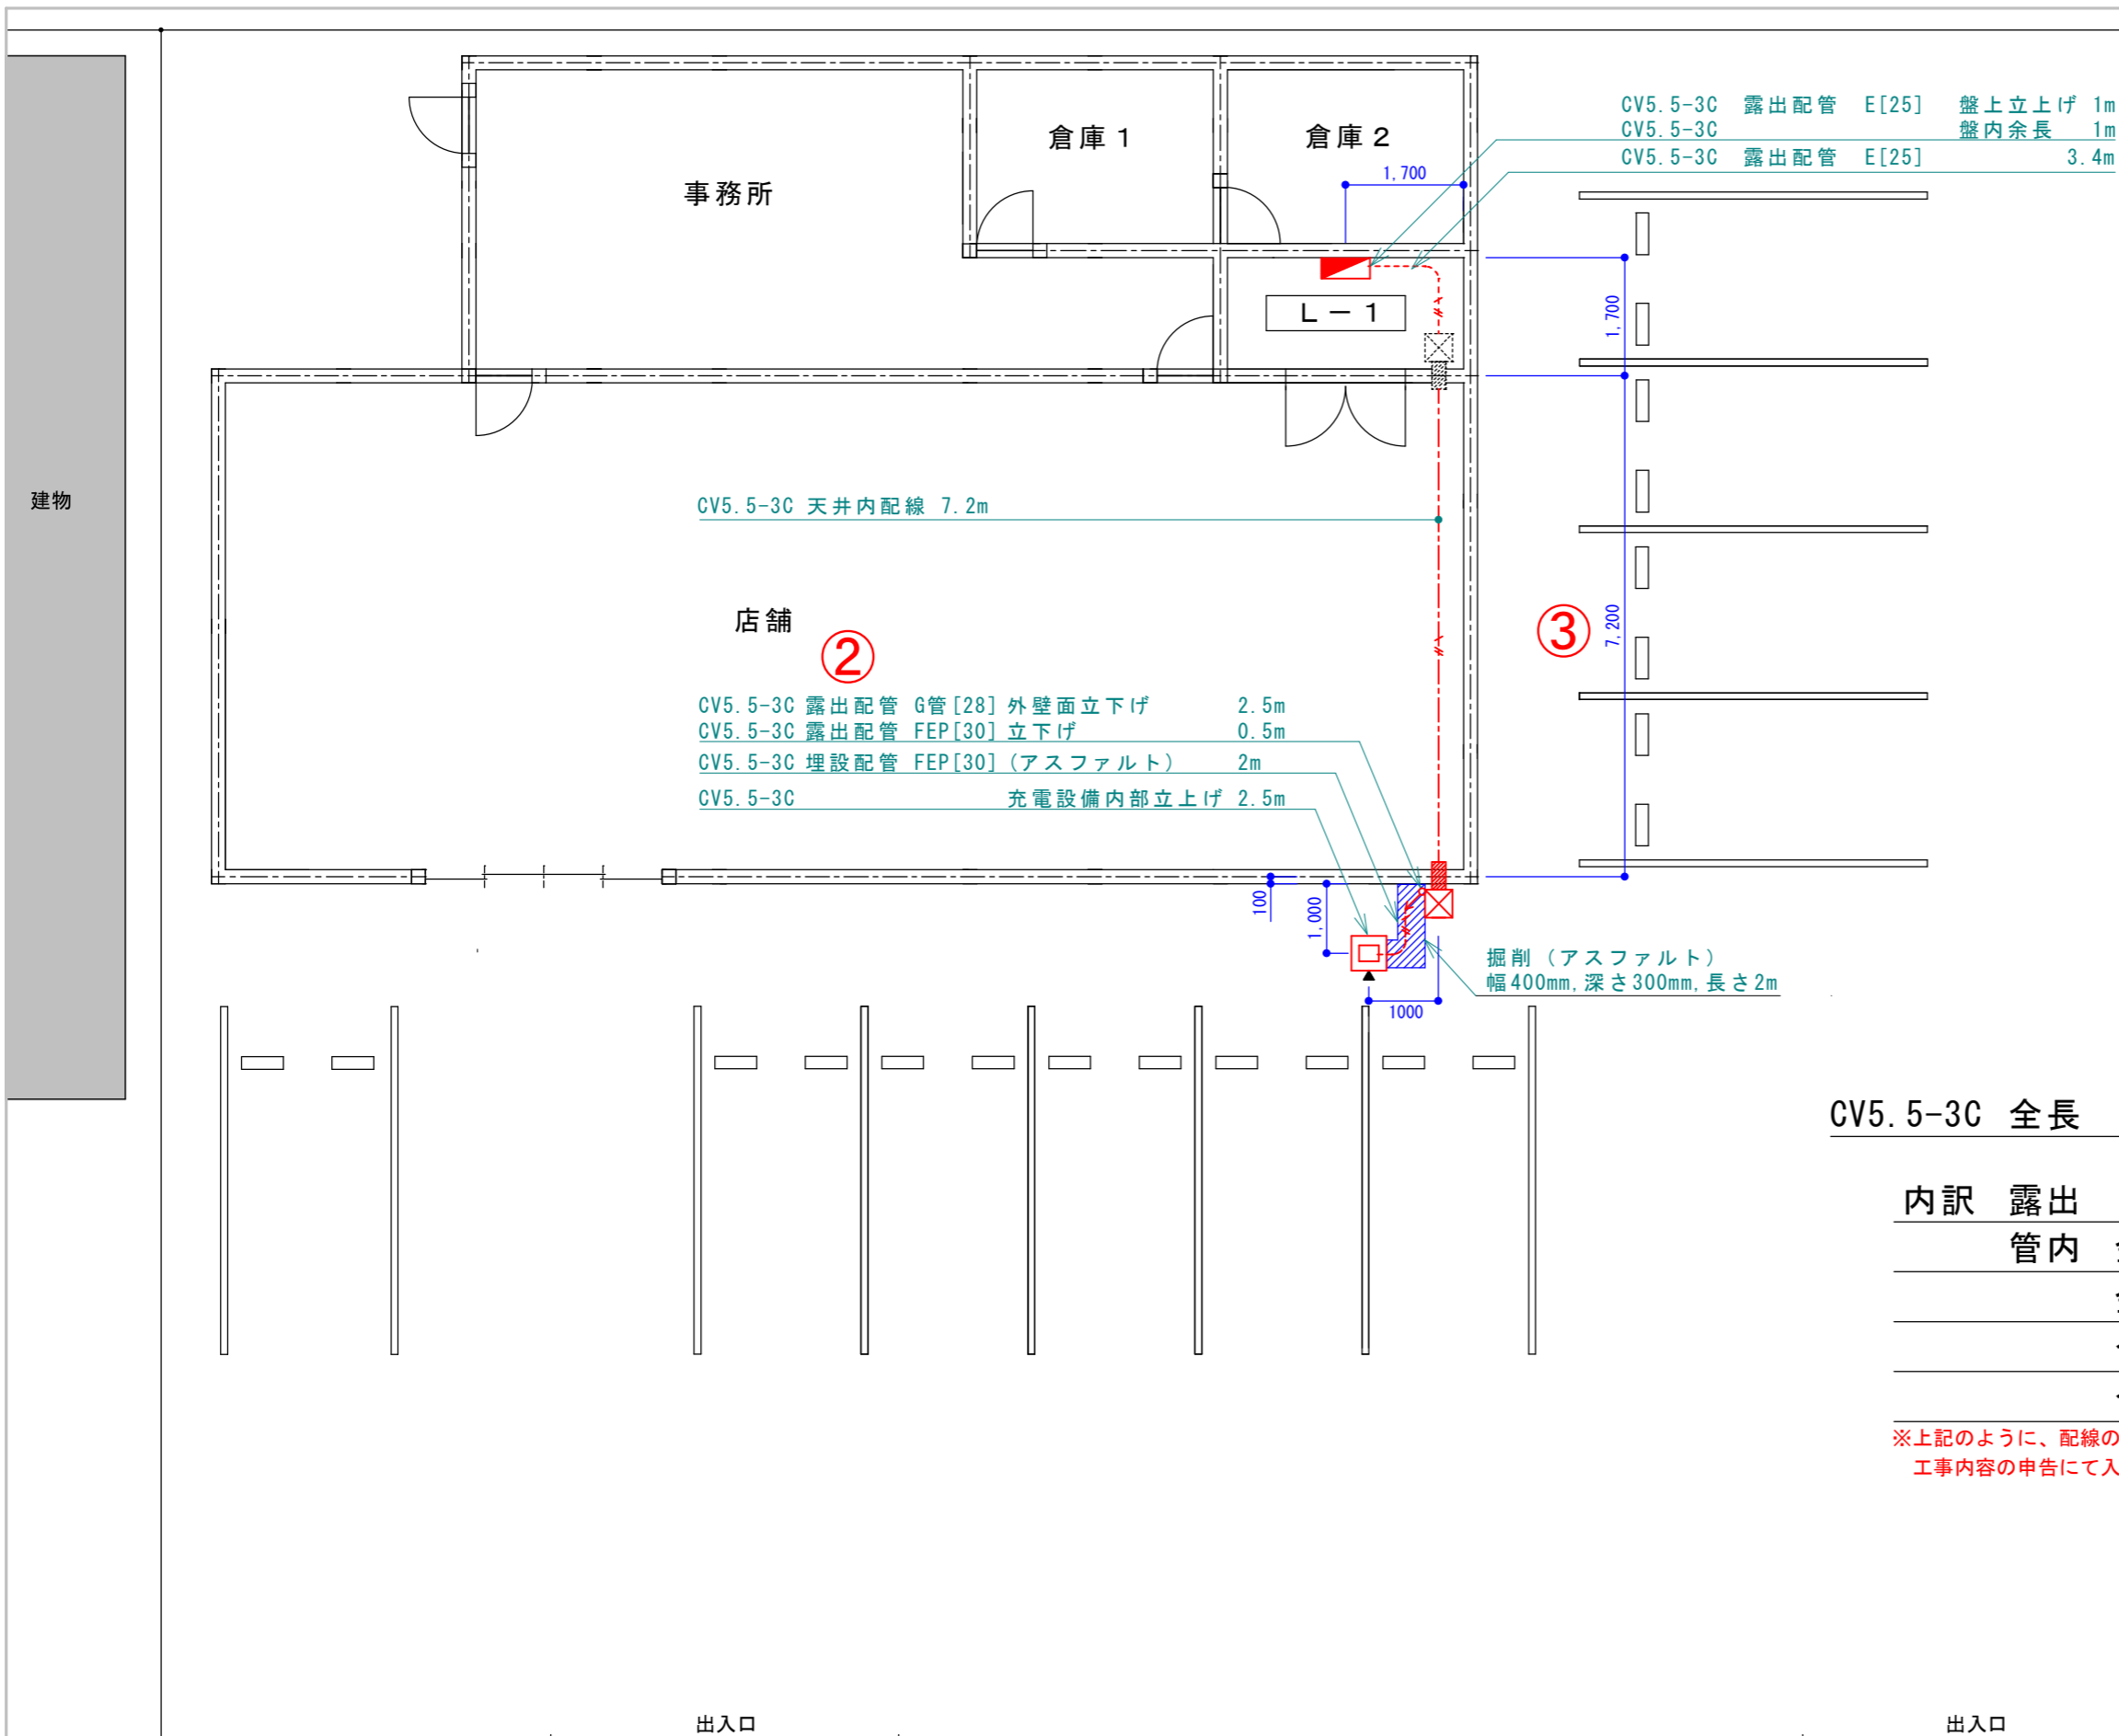 CV5.5-3C 露出配管 E[25] 盤上立上げ 1m
CV5.5-3C 盤内余長 1m
CV5.5-3C 露出配管 E[25] 3.4m
倉庫1
倉庫2
事務所
1,700
L-1
1,700
建物
CV5.5-3C 天井内配線 7.2m
店舗
②
③
7,200
CV5.5-3C 露出配管 G管[28] 外壁面立下げ 2.5m
CV5.5-3C 露出配管 FEP[30] 立下げ 0.5m
CV5.5-3C 埋設配管 FEP[30](アスファルト) 2m
CV5.5-3C 充電設備内部立上げ 2.5m
100
1,000
掘削(アスファルト)
幅400mm,深さ300mm,長さ2m
1000
CV5.5-3C 全長
内訳 露出
管内
※上記のように、配線の
工事内容の申告にて入
出入口
出入口